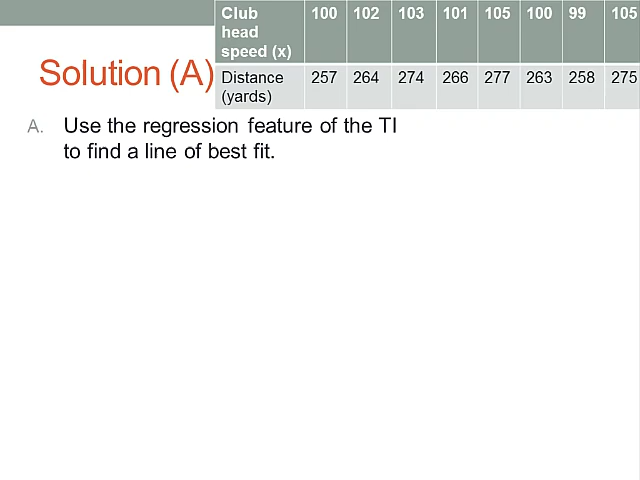 Club head speed (x) 100 102 103 101 105 100 99 105
Distance (yards) 257 264 274 266 277 263 258 275
Solution (A)
A. Use the regression feature of the TI
to find a line of best fit.